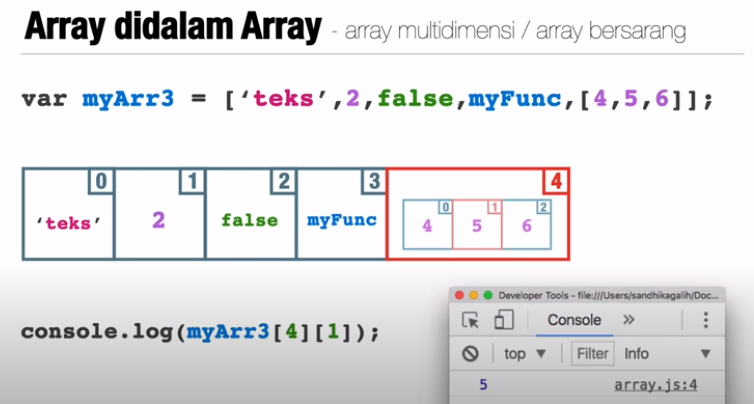 Array didalam Array - array multidimensi / array bersarang
var myArr3 = [‘teks’,2,false,myFunc,[4,5,6]];
0 1 2 3 4
0 1 2
‘teks’ 2 false myFunc 4 5 6
Developer Tools - file:///Users/sandhikagalih/Doc...
Console »
console.log(myArr3[4][1]);
top ▼ Filter Info ▼
5 array.js:4